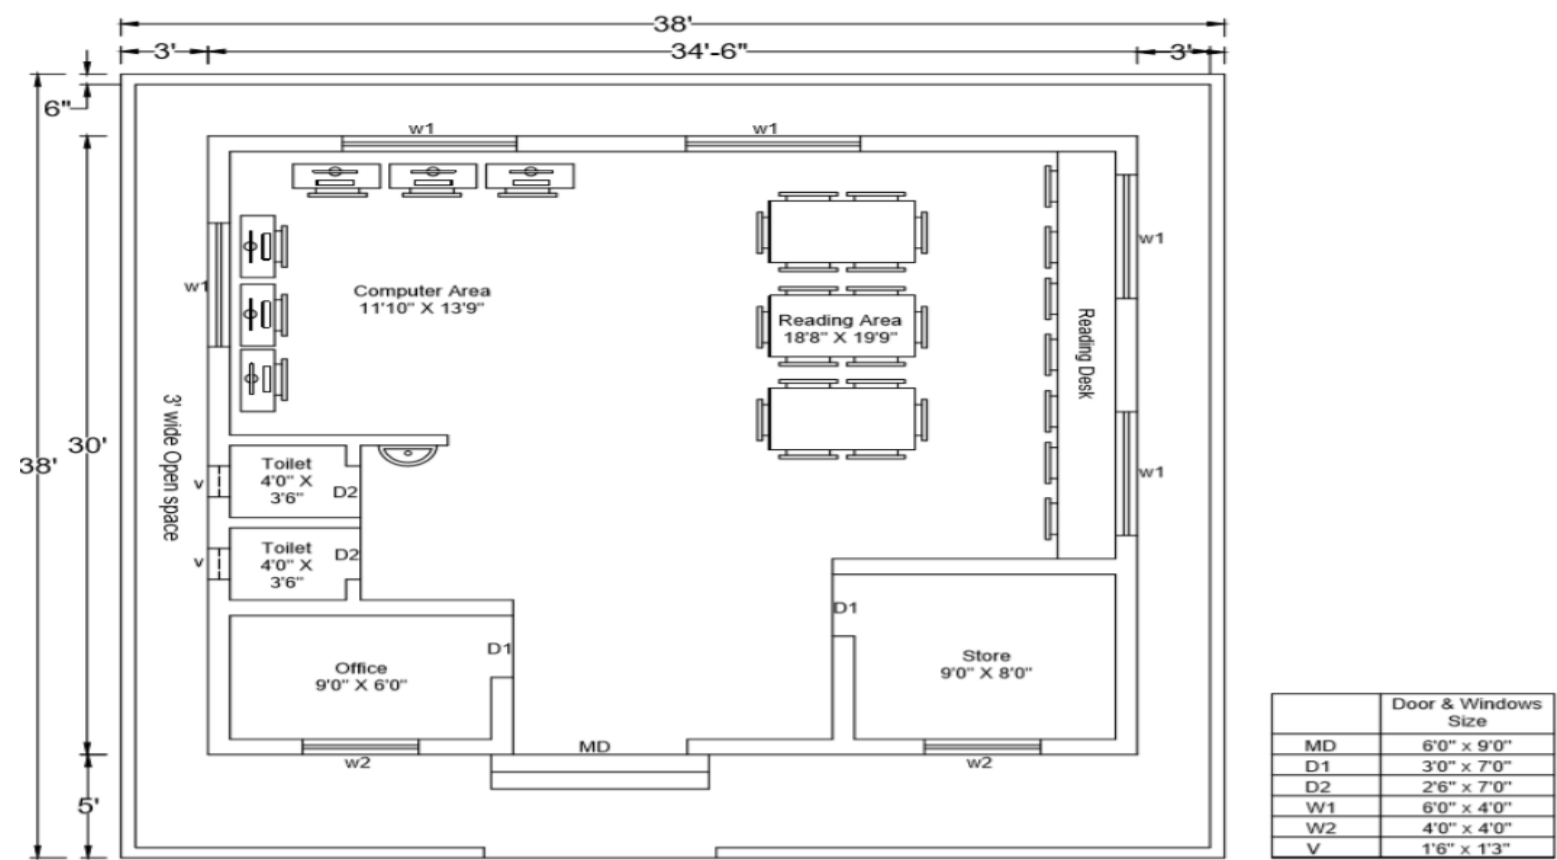 38'
3'
34'-6"
3'
6"
w1
w1
w1
w1
Computer Area
11'10" X 13'9"
Reading Area
18'8" X 19'9"
Reading Desk
3' wide Open space
30'
38'
w1
Toilet
4'0" X
3'6"
D2
v
Toilet
4'0" X
3'6"
D2
v
D1
D1
Office
9'0" X 6'0"
Store
9'0" X 8'0"
MD
w2
w2
5'
Door & Windows
Size
MD 6'0" x 9'0"
D1 3'0" x 7'0"
D2 2'6" x 7'0"
W1 6'0" x 4'0"
W2 4'0" x 4'0"
V 1'6" x 1'3"